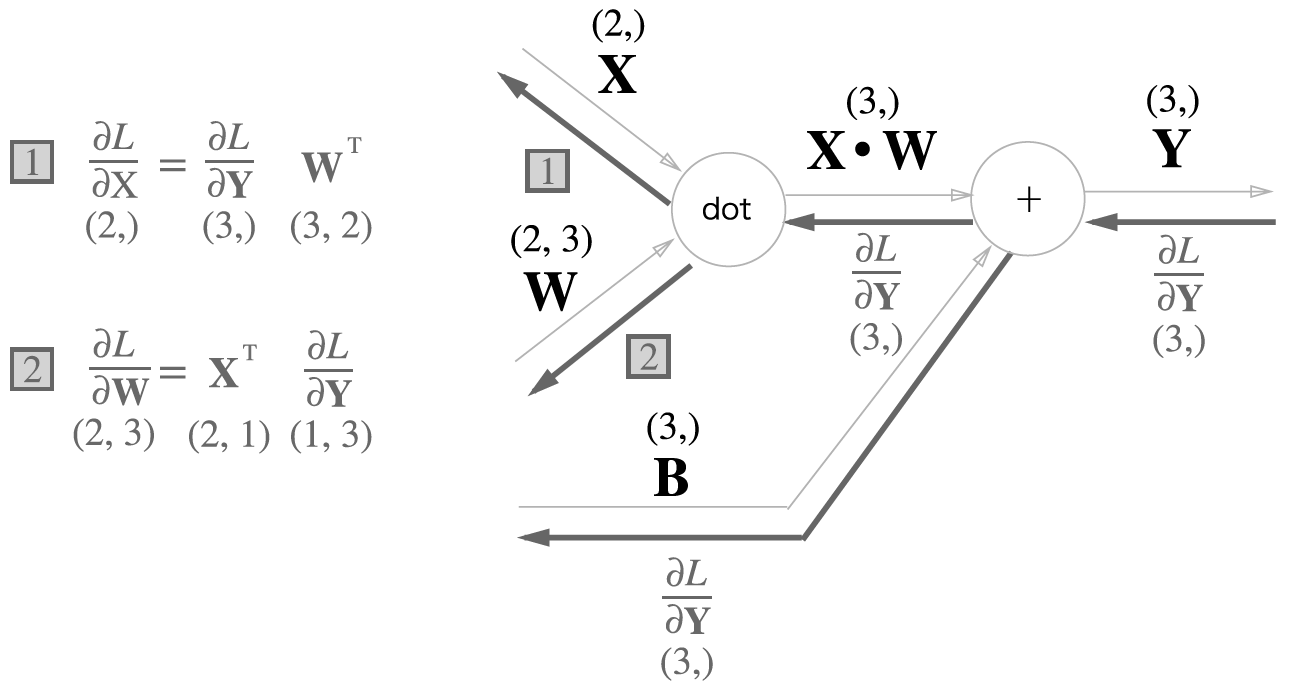 1 ∂L/∂X = ∂L/∂Y W^T
(2,) (3,) (3, 2)
2 ∂L/∂W = X^T ∂L/∂Y
(2, 3) (2, 1) (1, 3)
(2,)
X
1
(2, 3)
W
2
dot
(3,)
X • W
∂L/∂Y
(3,)
+
(3,)
Y
∂L/∂Y
(3,)
(3,)
B
∂L/∂Y
(3,)